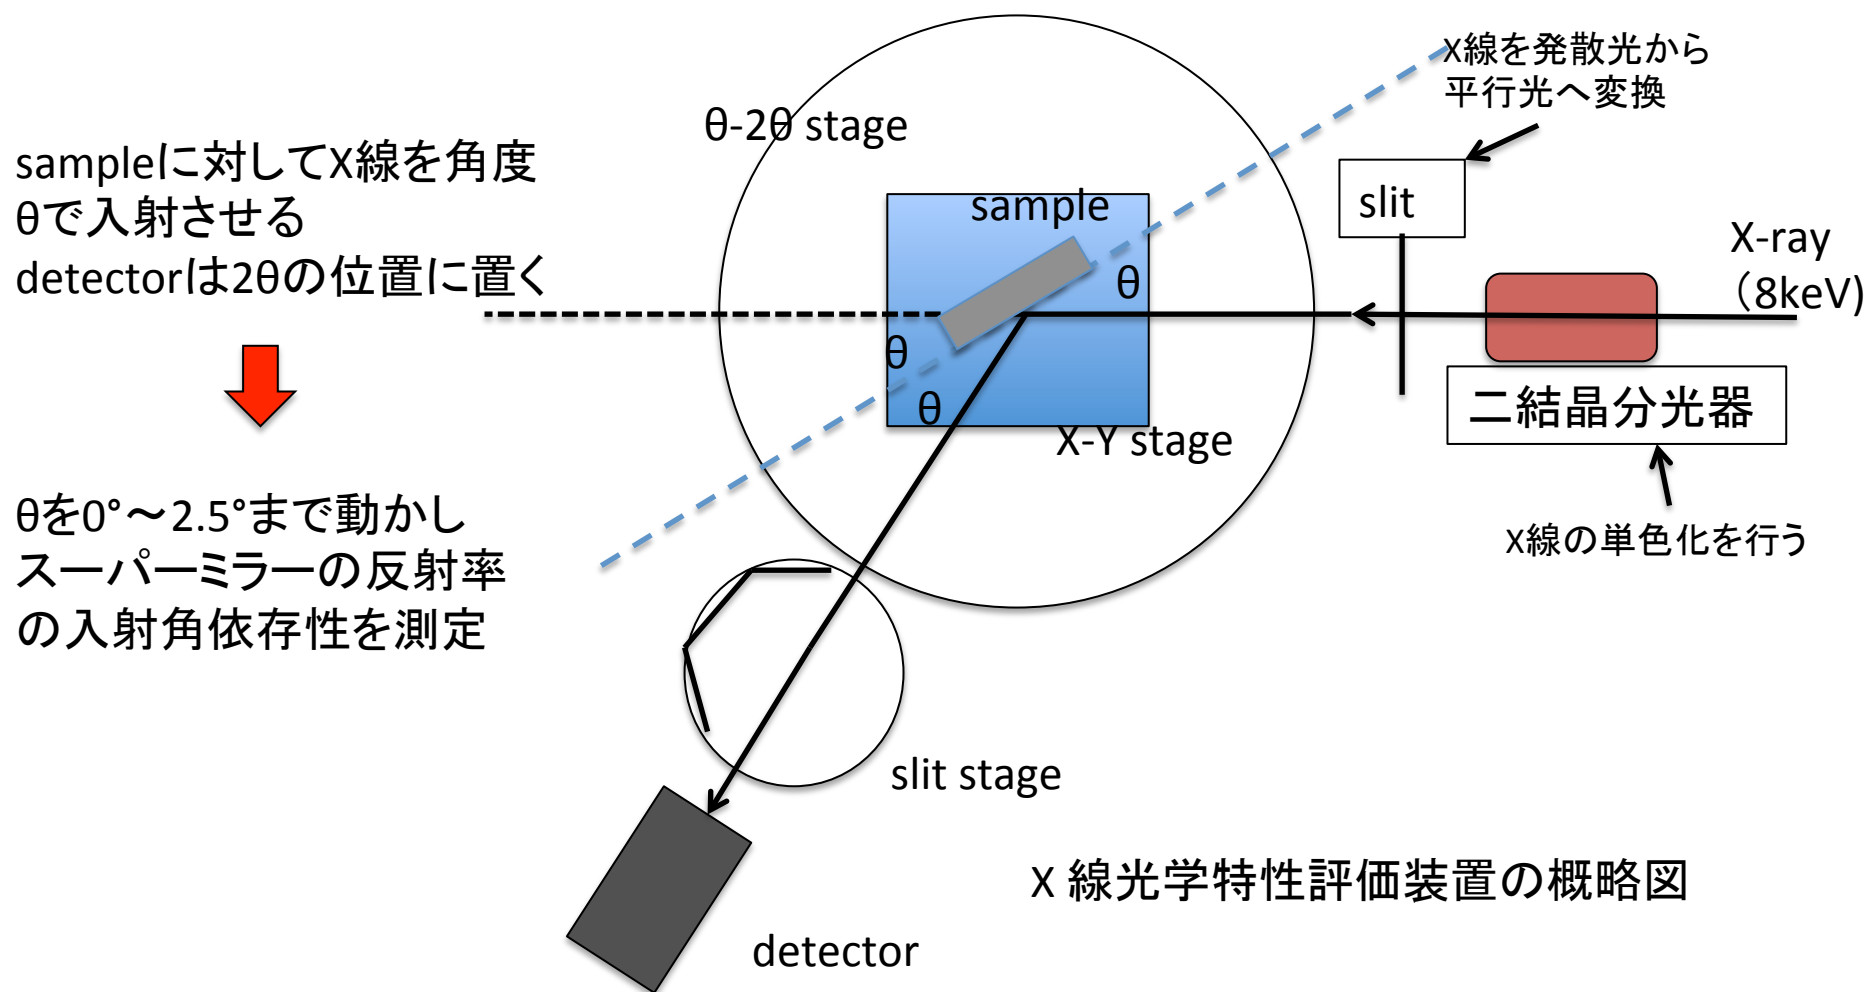 X線を発散光から
平行光へ変換
θ-2θ stage
sampleに対してX線を角度
θで入射させる
detectorは2θの位置に置く
sample
slit
X-ray
（8keV)
θ
θ
θ
二結晶分光器
X-Y stage
X線の単色化を行う
θを0°～2.5°まで動かし
スーパーミラーの反射率
の入射角依存性を測定
slit stage
X 線光学特性評価装置の概略図
detector